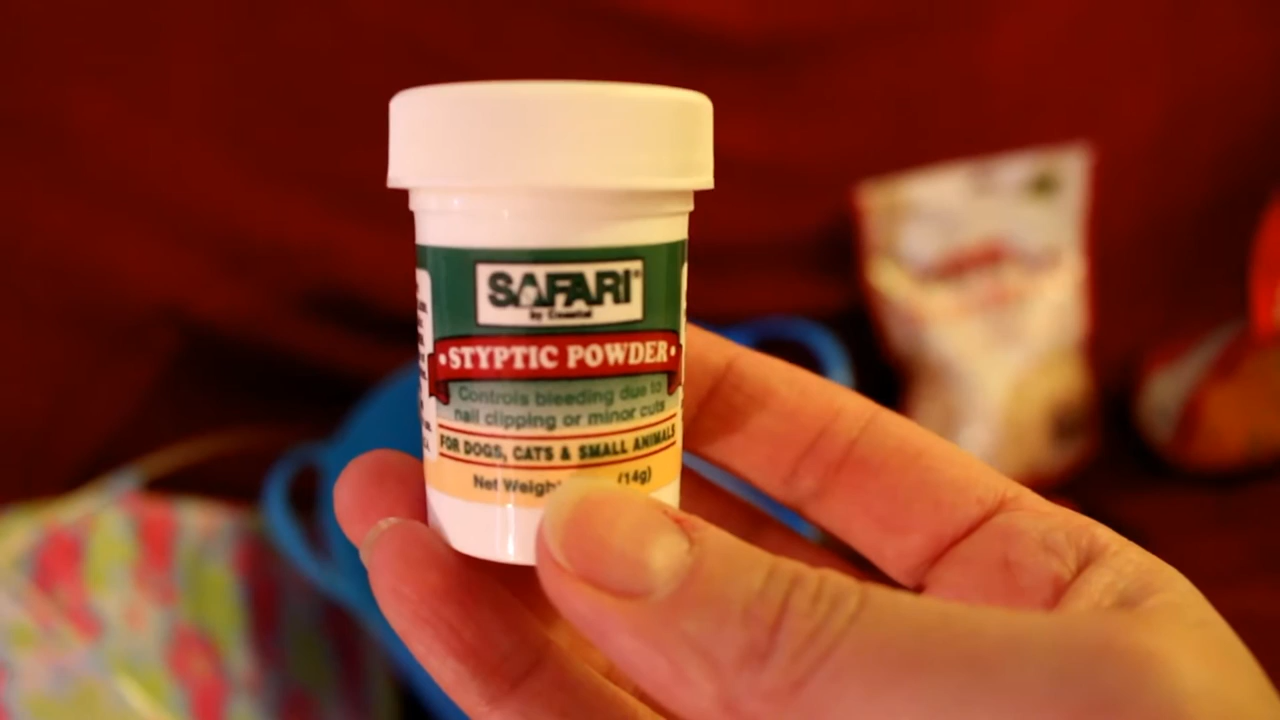 SAFARI®
by Coastal
• STYPTIC POWDER •
Controls bleeding due to
nail clipping or minor cuts
FOR DOGS, CATS & SMALL ANIMALS
Net (14g)